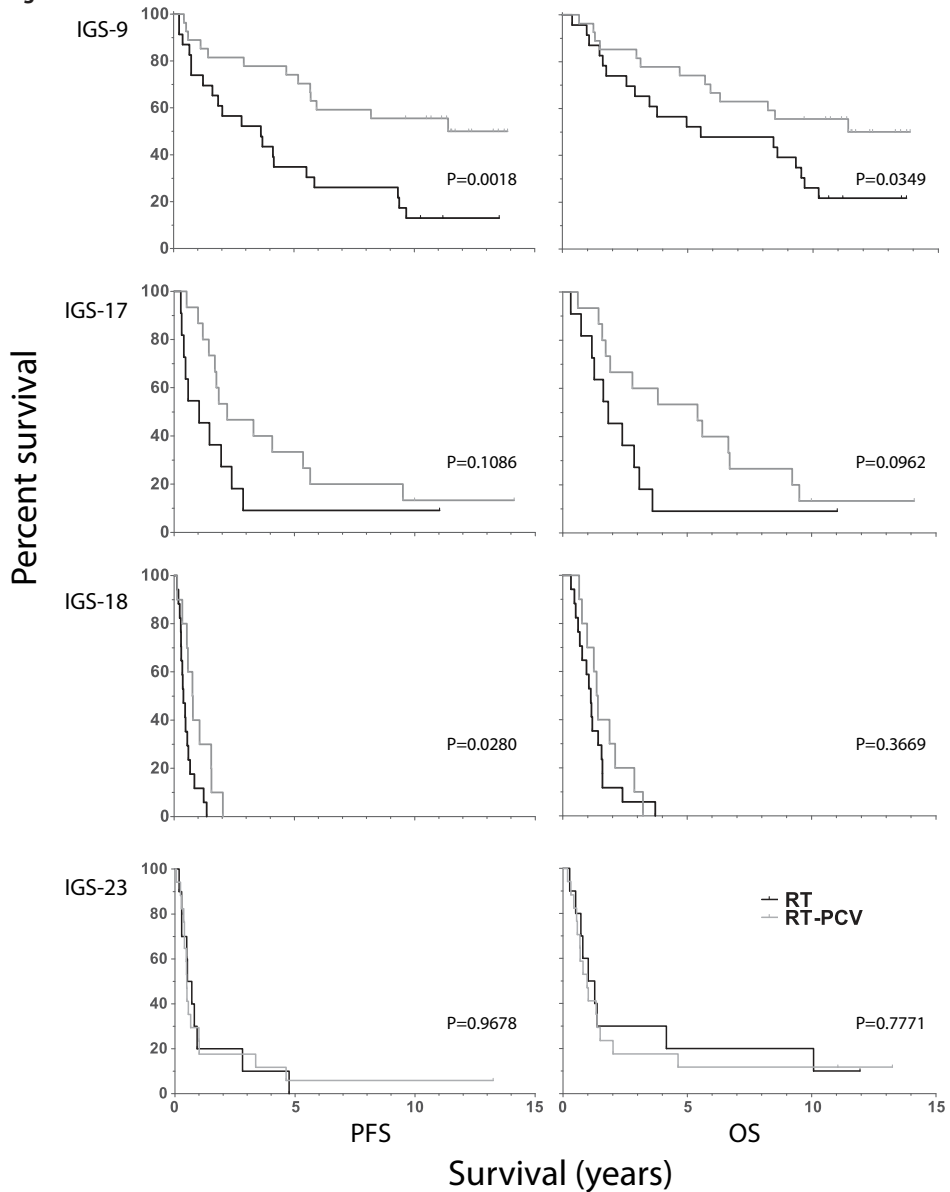 IGS-9
100
80
60
40
20
0
P=0.0018
P=0.0349
IGS-17
100
80
60
40
20
0
P=0.1086
P=0.0962
IGS-18
100
80
60
40
20
0
P=0.0280
P=0.3669
IGS-23
100
80
60
40
20
0
P=0.9678
RT
RT-PCV
P=0.7771
0 5 10 15
0 5 10 15
PFS
OS
Percent survival
Survival (years)